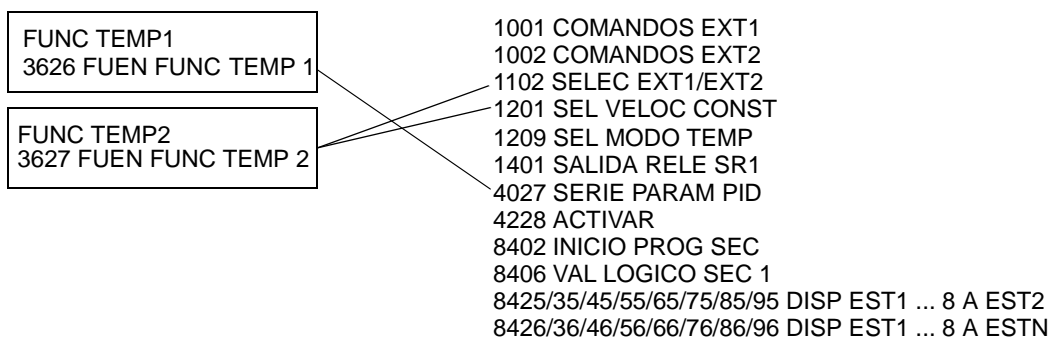 FUNC TEMP1
3626 FUEN FUNC TEMP 1
FUNC TEMP2
3627 FUEN FUNC TEMP 2
1001 COMANDOS EXT1
1002 COMANDOS EXT2
1102 SELEC EXT1/EXT2
1201 SEL VELOC CONST
1209 SEL MODO TEMP
1401 SALIDA RELE SR1
4027 SERIE PARAM PID
4228 ACTIVAR
8402 INICIO PROG SEC
8406 VAL LOGICO SEC 1
8425/35/45/55/65/75/85/95 DISP EST1 ... 8 A EST2
8426/36/46/56/66/76/86/96 DISP EST1 ... 8 A ESTN